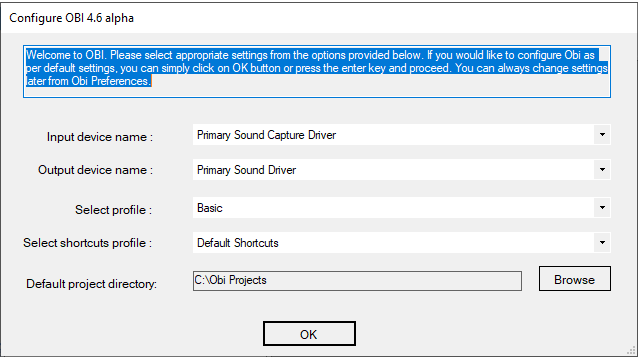 Configure OBI 4.6 alpha
Welcome to OBI. Please select appropriate settings from the options provided below. If you would like to configure Obi as
per default settings, you can simply click on OK button or press the enter key and proceed. You can always change settings
later from Obi Preferences.
Input device name : Primary Sound Capture Driver
Output device name : Primary Sound Driver
Select profile : Basic
Select shortcuts profile : Default Shortcuts
Default project directory: C:\Obi Projects Browse
OK